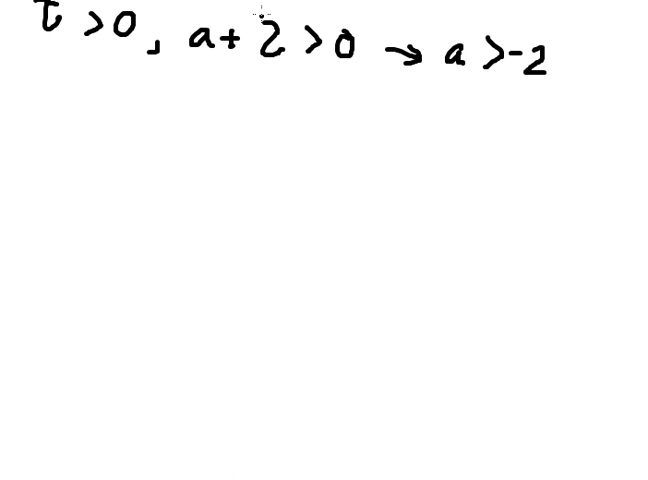 t > 0, a + 2 > 0 → a > -2